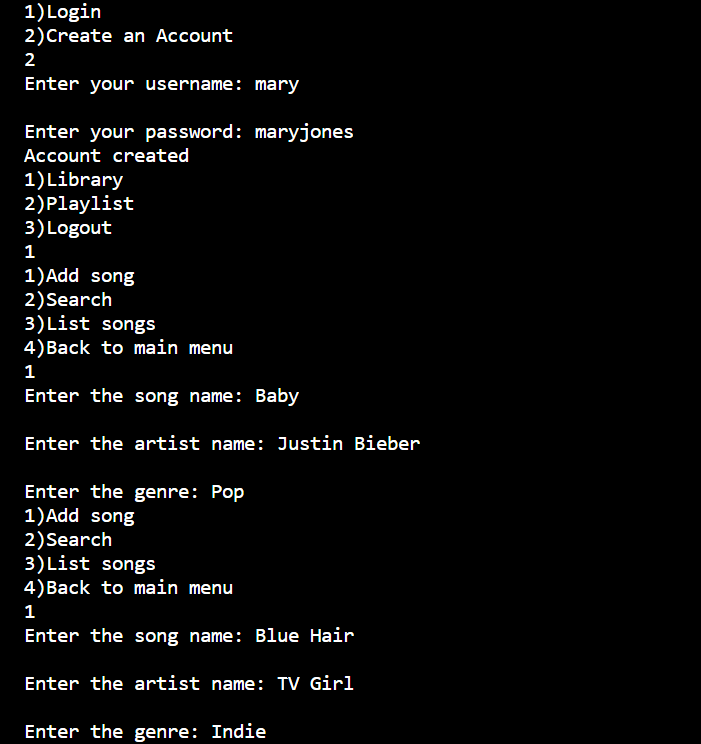 1)Login
2)Create an Account
2
Enter your username: mary
Enter your password: maryjones
Account created
1)Library
2)Playlist
3)Logout
1
1)Add song
2)Search
3)List songs
4)Back to main menu
1
Enter the song name: Baby
Enter the artist name: Justin Bieber
Enter the genre: Pop
1)Add song
2)Search
3)List songs
4)Back to main menu
1
Enter the song name: Blue Hair
Enter the artist name: TV Girl
Enter the genre: Indie